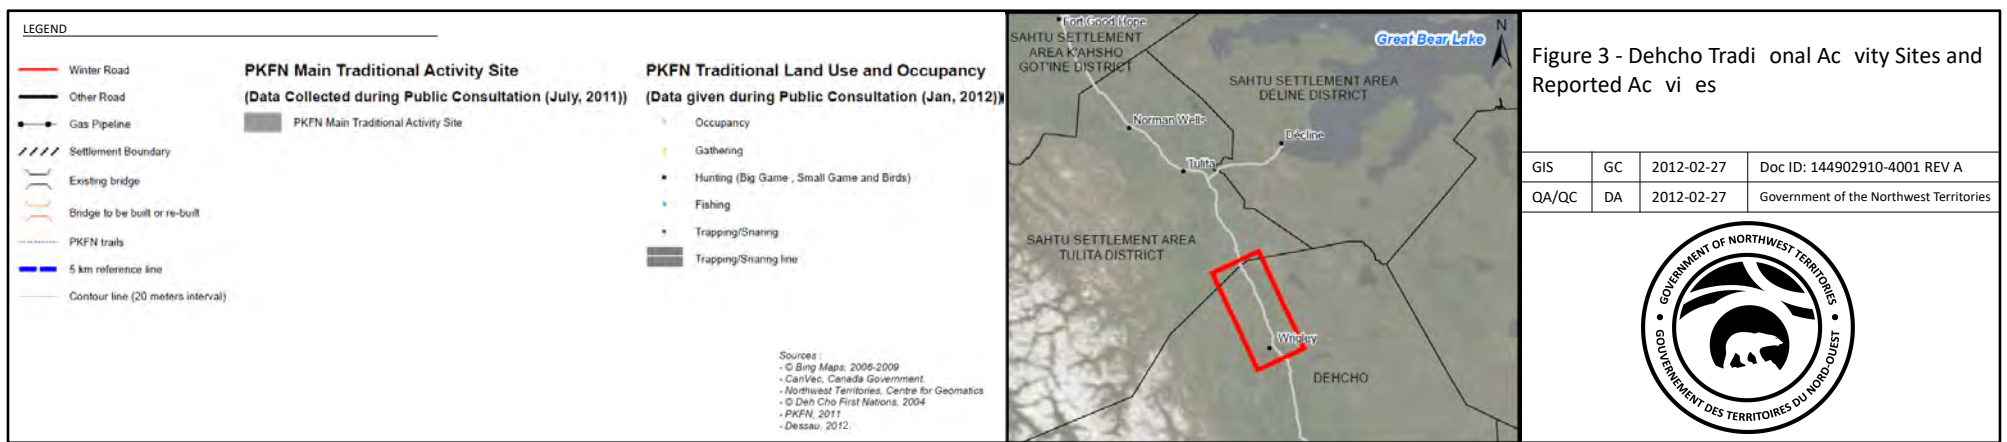 LEGEND
Winter Road
Other Road
Gas Pipeline
Settlement Boundary
Existing bridge
Bridge to be built or re-built
PKFN trails
5 km reference line
Contour line (20 meters interval)
PKFN Main Traditional Activity Site
(Data Collected during Public Consultation (July, 2011))
PKFN Main Traditional Activity Site
PKFN Traditional Land Use and Occupancy
(Data given during Public Consultation (Jan, 2012))
Occupancy
Gathering
Hunting (Big Game , Small Game and Birds)
Fishing
Trapping/Snaring
Trapping/Snaring line
Sources :
- © Bing Maps, 2006-2009
- CanVec, Canada Government.
- Northwest Territories, Centre for Geomatics
- © Deh Cho First Nations, 2004
- PKFN, 2011
- Dessau, 2012.
Fort Good Hope
SAHTU SETTLEMENT
AREA K'AHSHO
GOT'INE DISTRICT
Great Bear Lake
N
SAHTU SETTLEMENT AREA
DELINE DISTRICT
Norman Wells
Décline
Tulita
SAHTU SETTLEMENT AREA
TULITA DISTRICT
Wrigley
DEHCHO
Figure 3 - Dehcho Tradi onal Ac vity Sites and
Reported Ac vi es
GIS GC 2012-02-27 Doc ID: 144902910-4001 REV A
QA/QC DA 2012-02-27 Government of the Northwest Territories
GOVERNMENT OF NORTHWEST TERRITORIES
GOUVERNEMENT DES TERRITOIRES DU NORD-OUEST